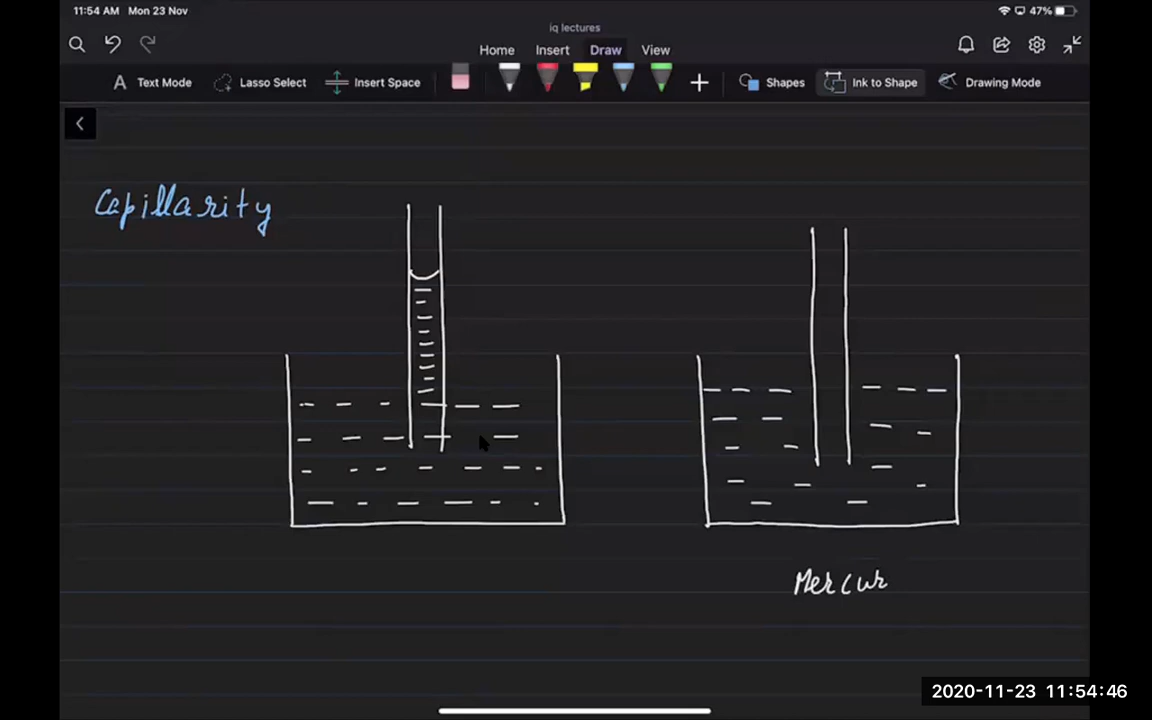 11:54 AM Mon 23 Nov
47%
iq lectures
Home Insert Draw View
A Text Mode Lasso Select Insert Space Shapes Ink to Shape Drawing Mode
Capillarity
Mercur
2020-11-23 11:54:46